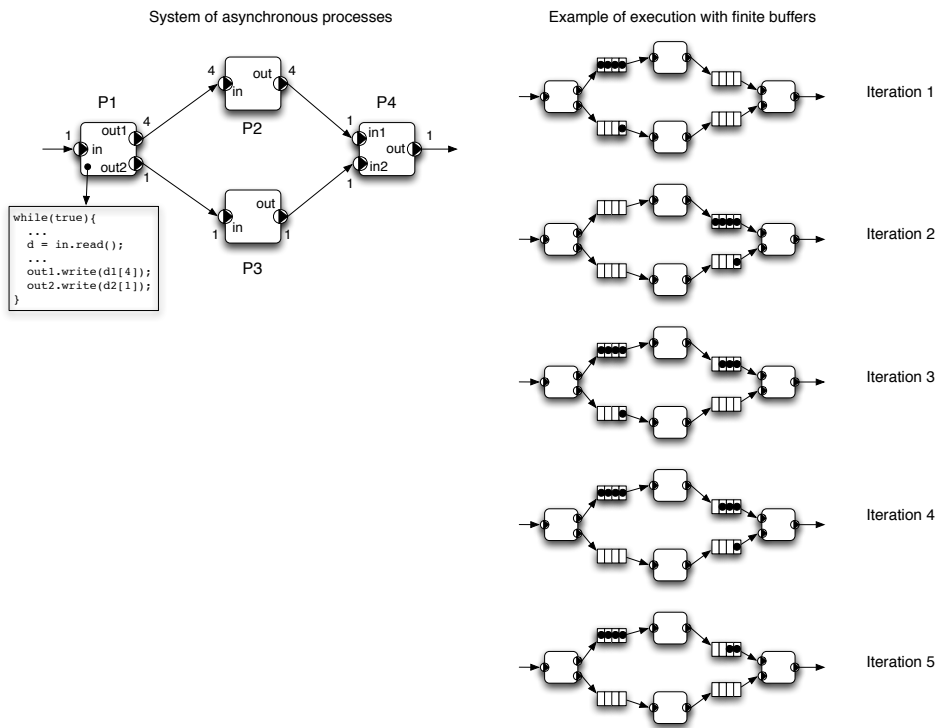 System of asynchronous processes
Example of execution with finite buffers
4
out
4
in
P2
P1
1
in
out1
4
out2
1
P4
1
in1
out
1
in2
1
out
in
1
1
P3
while(true){
...
d = in.read();
...
out1.write(d1[4]);
out2.write(d2[1]);
}
Iteration 1
Iteration 2
Iteration 3
Iteration 4
Iteration 5